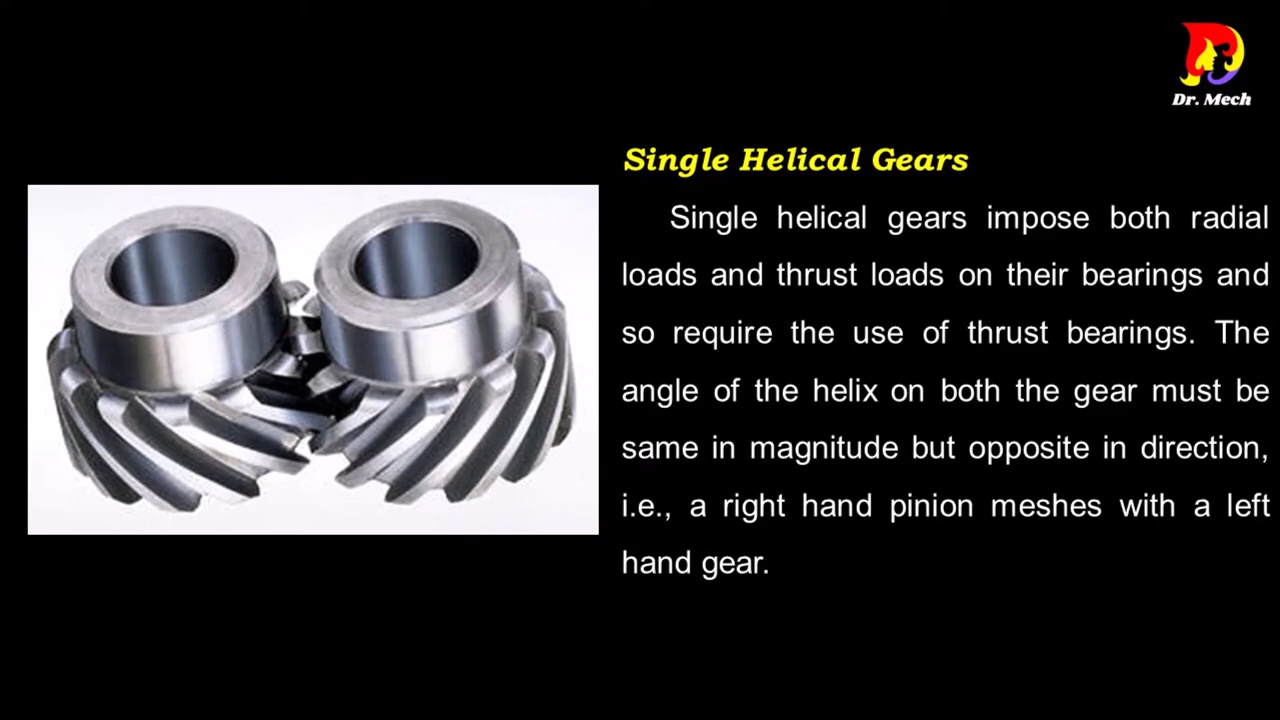 Dr. Mech
Single Helical Gears
Single helical gears impose both radial
loads and thrust loads on their bearings and
so require the use of thrust bearings. The
angle of the helix on both the gear must be
same in magnitude but opposite in direction,
i.e., a right hand pinion meshes with a left
hand gear.